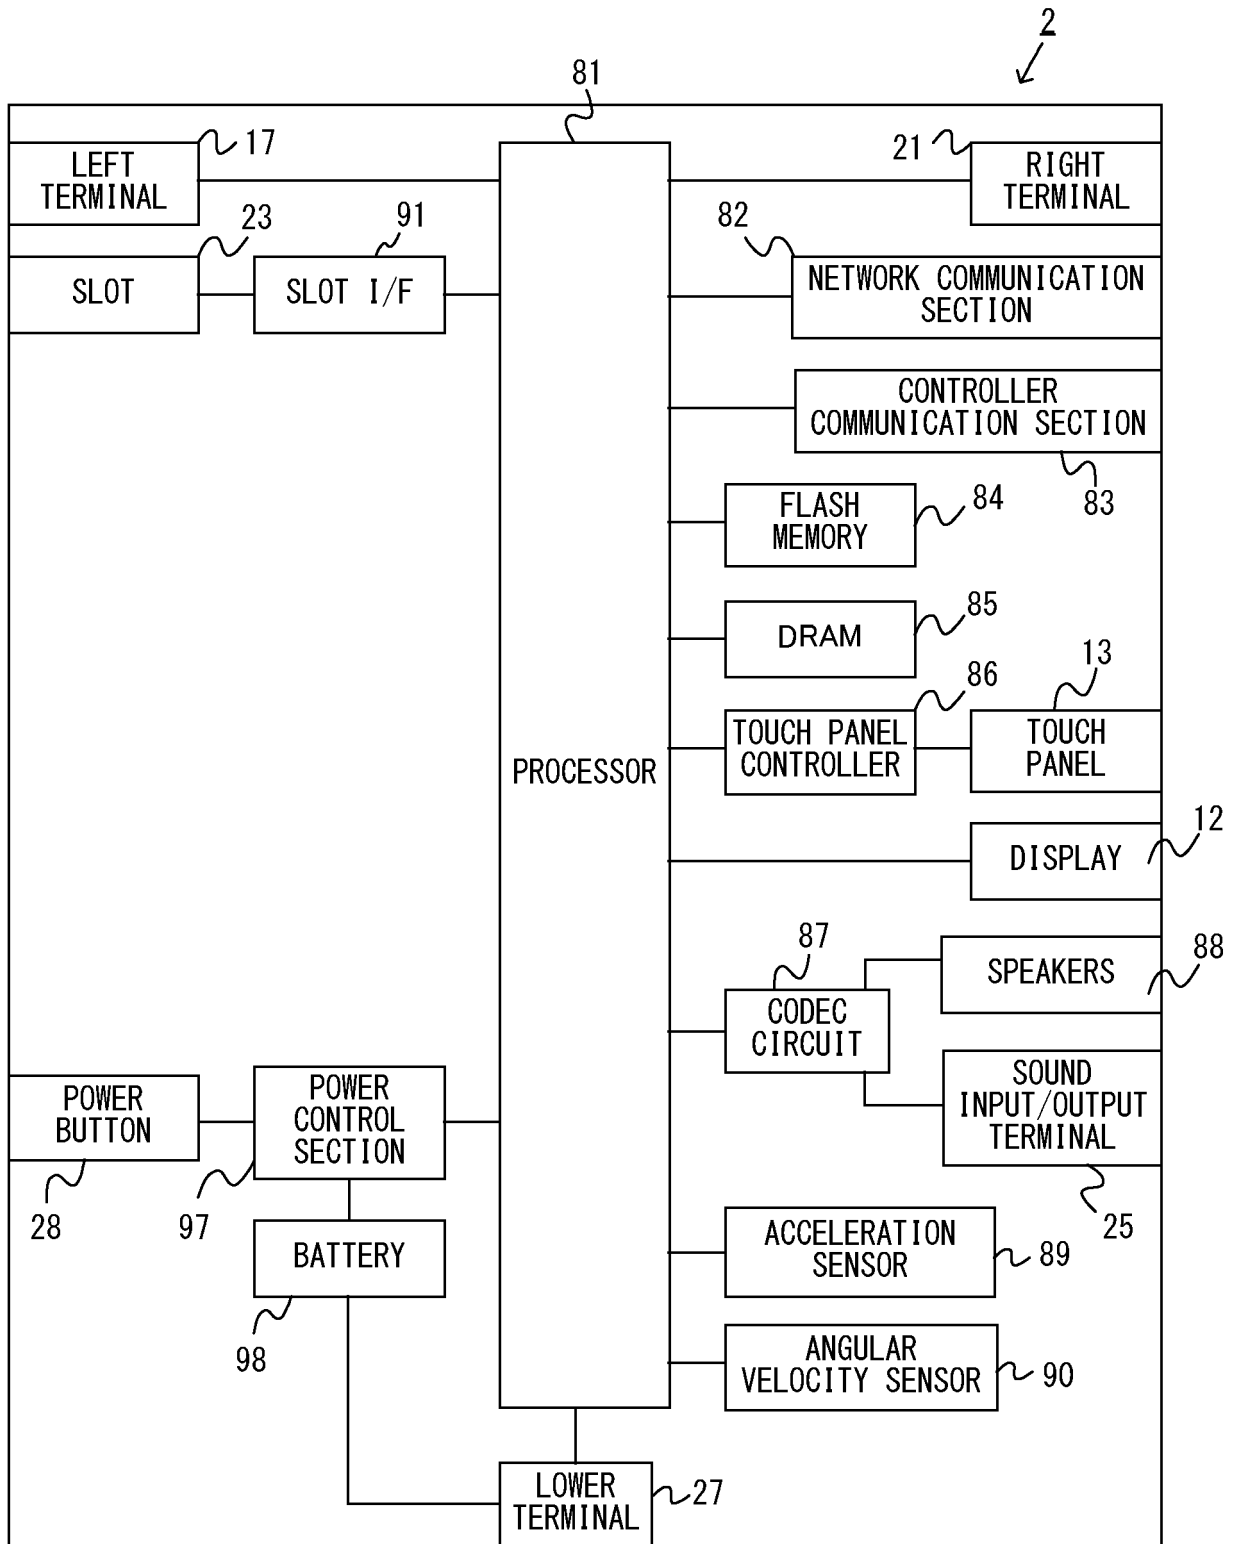 2
81
17
LEFT
TERMINAL
21
RIGHT
TERMINAL
23
SLOT
91
SLOT I/F
82
NETWORK COMMUNICATION
SECTION
CONTROLLER
COMMUNICATION SECTION
83
FLASH
MEMORY
84
DRAM
85
86
TOUCH PANEL
CONTROLLER
13
TOUCH
PANEL
PROCESSOR
12
DISPLAY
87
CODEC
CIRCUIT
88
SPEAKERS
SOUND
INPUT/OUTPUT
TERMINAL
25
POWER
BUTTON
28
POWER
CONTROL
SECTION
97
BATTERY
98
ACCELERATION
SENSOR
89
ANGULAR
VELOCITY SENSOR
90
LOWER
TERMINAL
27